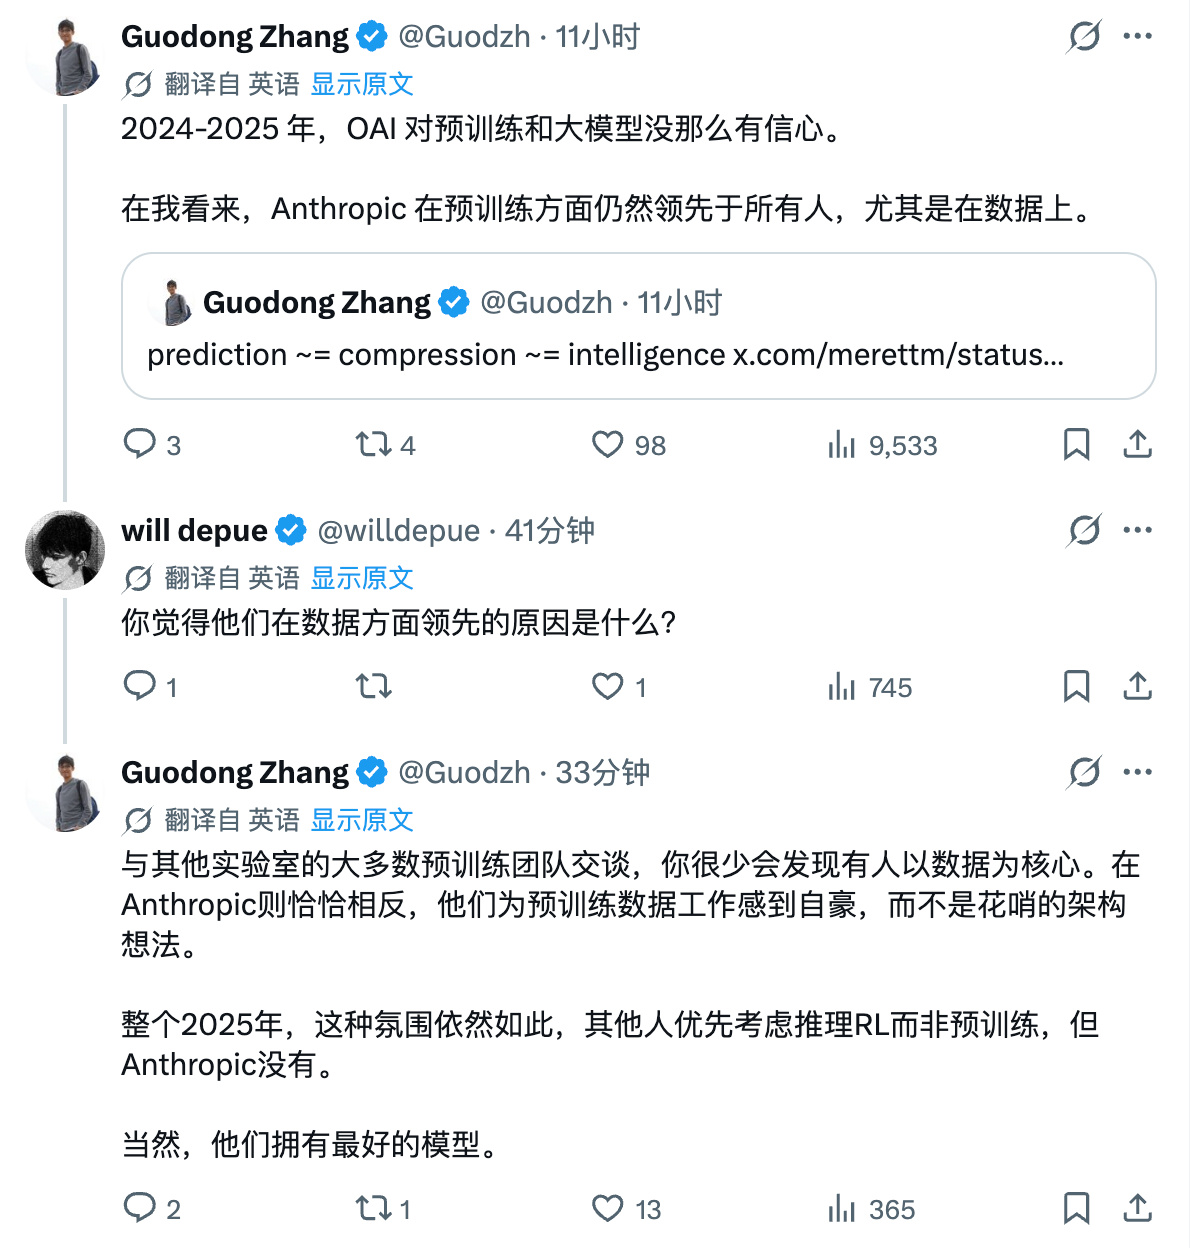 Guodong Zhang @Guodzh · 11小时
翻译自 英语 显示原文
2024-2025 年，OAI 对预训练和大模型没那么有信心。
在我看来，Anthropic 在预训练方面仍然领先于所有人，尤其是在数据上。
Guodong Zhang @Guodzh · 11小时
prediction ~= compression ~= intelligence x.com/merettm/status...
3 4 98 9,533
will depue @willdepue · 41分钟
翻译自 英语 显示原文
你觉得他们在数据方面领先的原因是什么？
1 1 745
Guodong Zhang @Guodzh · 33分钟
翻译自 英语 显示原文
与其他实验室的大多数预训练团队交谈，你很少会发现有人以数据为核心。在
Anthropic则恰恰相反，他们为预训练数据工作感到自豪，而不是花哨的架构
想法。
整个2025年，这种氛围依然如此，其他人优先考虑推理RL而非预训练，但
Anthropic没有。
当然，他们拥有最好的模型。
2 1 13 365